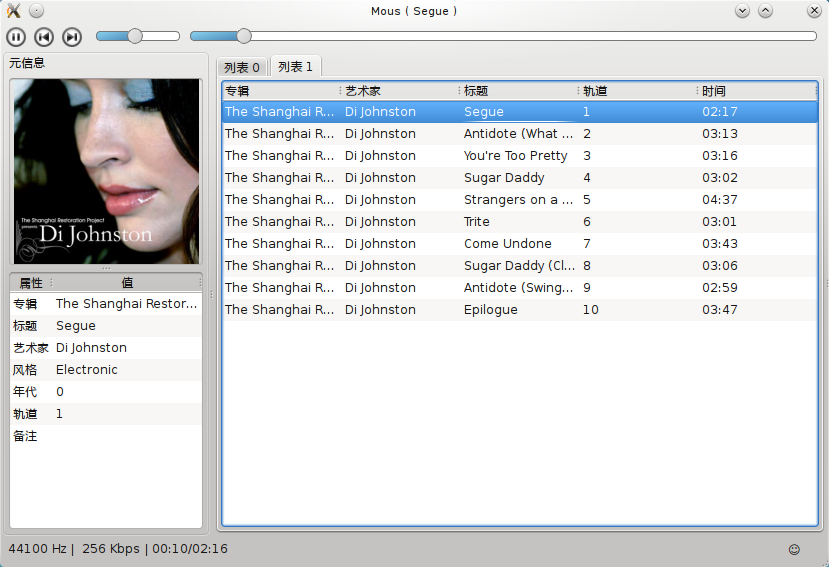 Mous ( Segue )
元信息
The Shanghai Restoration Project
presents
Di Johnston
属性 值
专辑 The Shanghai Restor...
标题 Segue
艺术家 Di Johnston
风格 Electronic
年代 0
轨道 1
备注
列表 0 列表 1
专辑 艺术家 标题 轨道 时间
The Shanghai R... Di Johnston Segue 1 02:17
The Shanghai R... Di Johnston Antidote (What ... 2 03:13
The Shanghai R... Di Johnston You're Too Pretty 3 03:16
The Shanghai R... Di Johnston Sugar Daddy 4 03:02
The Shanghai R... Di Johnston Strangers on a ... 5 04:37
The Shanghai R... Di Johnston Trite 6 03:01
The Shanghai R... Di Johnston Come Undone 7 03:43
The Shanghai R... Di Johnston Sugar Daddy (Cl... 8 03:06
The Shanghai R... Di Johnston Antidote (Swing... 9 02:59
The Shanghai R... Di Johnston Epilogue 10 03:47
44100 Hz | 256 Kbps | 00:10/02:16